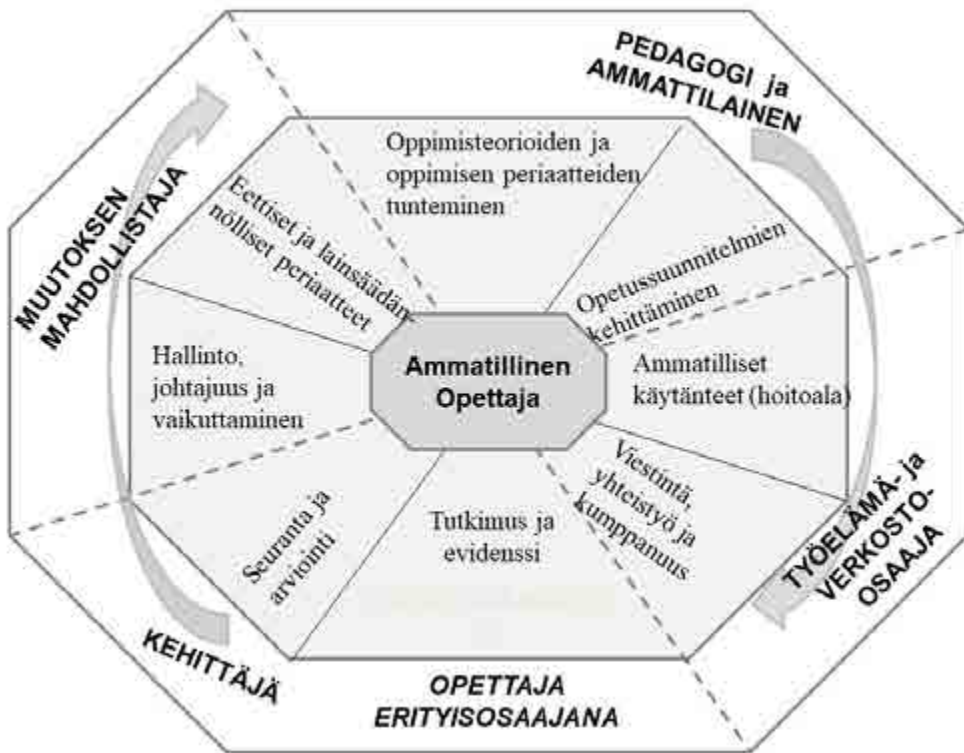 PEDAGOGI ja
AMMATTILAINEN
Oppimisteorioiden ja
oppimisen periaatteiden
tunteminen
Opetussuunnitelmien
kehittäminen
Ammatilliset
käytänteet (hoitoala)
TYÖELÄMÄ- ja
VERKOSTO-
OSAAJA
Viestintä,
yhteistyö ja
kumppanuus
Tutkimus ja
evidenssi
OPETTAJA
ERITYISOSAAJANA
Seuranta ja
arviointi
KEHITTÄJÄ
Hallinto,
johtajuus ja
vaikuttaminen
MUUTOKSEN
MAHDOLLISTAJA
Eettiset ja lainsäädän-
nölliset periaatteet
Ammatillinen
Opettaja